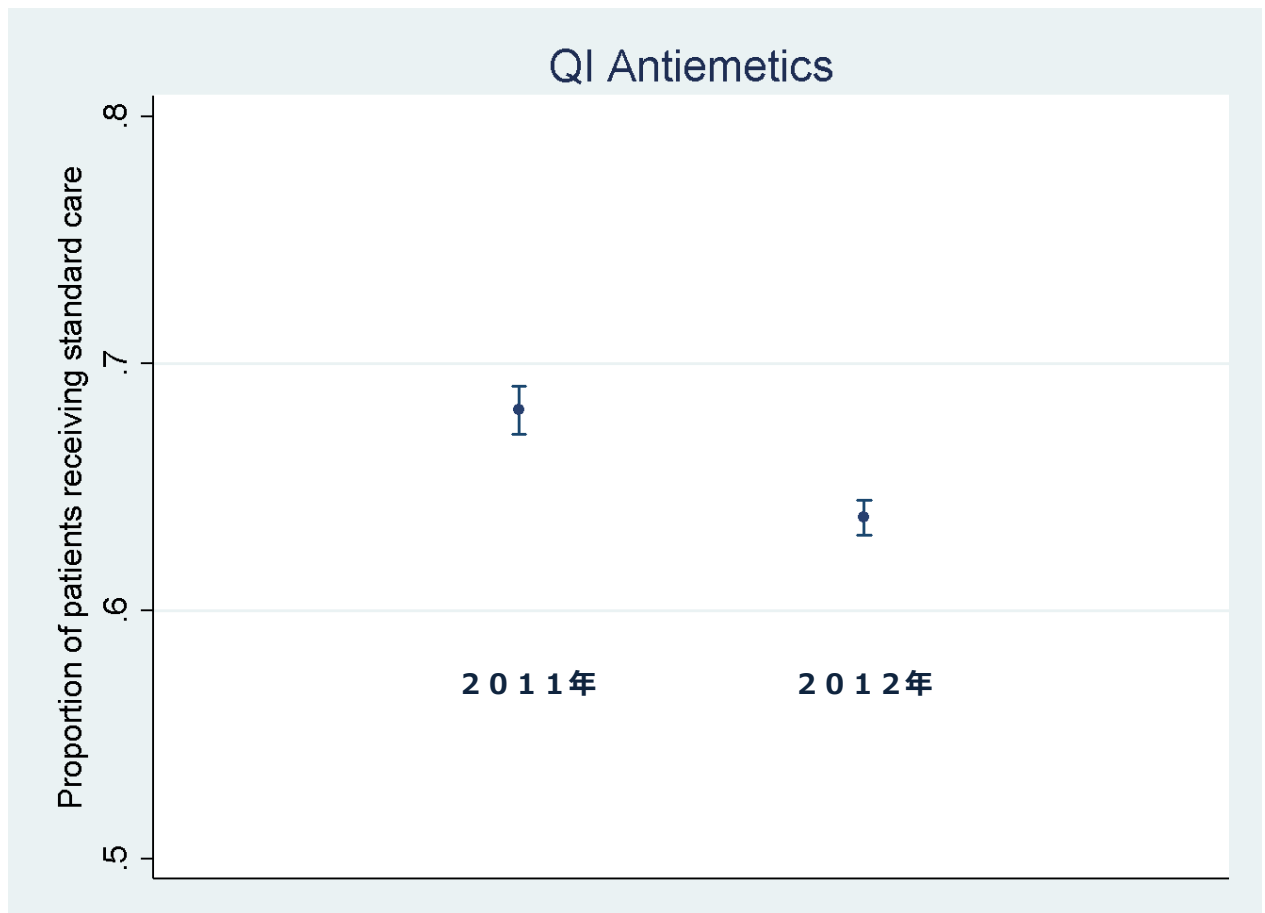 QI Antiemetics
Proportion of patients receiving standard care
.8
.7
.6
.5
２０１１年
２０１２年